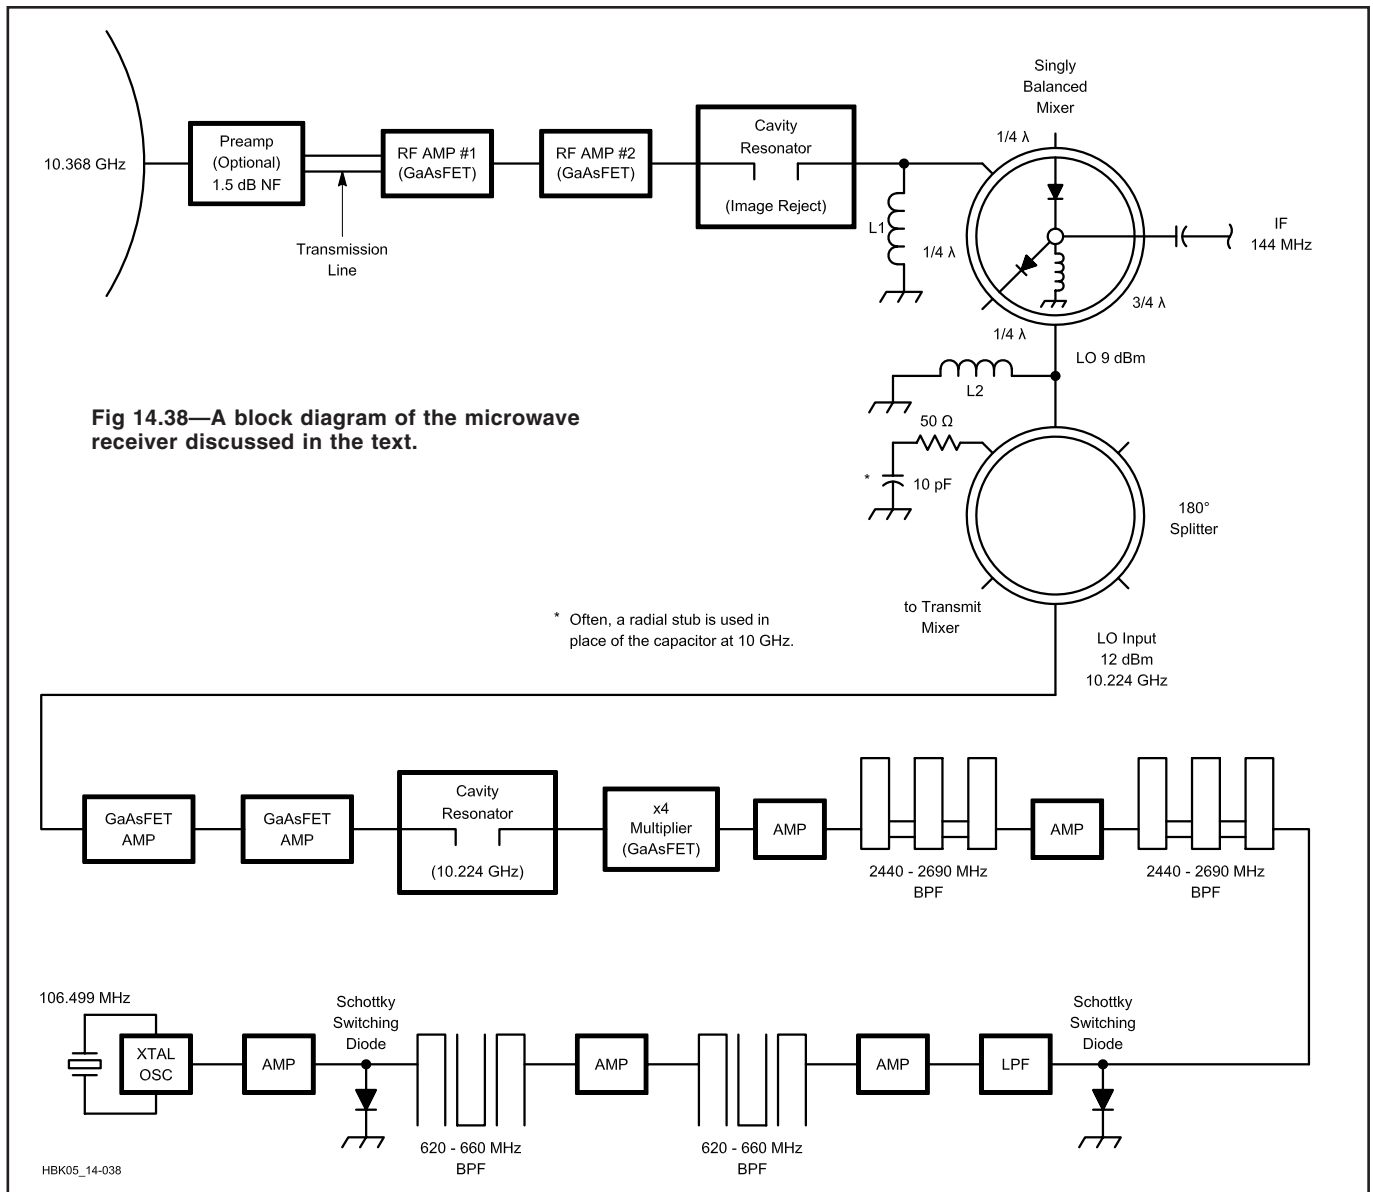 Singly
Balanced
Mixer
10.368 GHz
Preamp
(Optional)
1.5 dB NF
RF AMP #1
(GaAsFET)
RF AMP #2
(GaAsFET)
Cavity
Resonator
(Image Reject)
Transmission
Line
L1
1/4 λ
1/4 λ
1/4 λ
3/4 λ
IF
144 MHz
LO 9 dBm
L2
Fig 14.38—A block diagram of the microwave
receiver discussed in the text.
50 Ω
* 10 pF
180°
Splitter
to Transmit
Mixer
* Often, a radial stub is used in
place of the capacitor at 10 GHz.
LO Input
12 dBm
10.224 GHz
GaAsFET
AMP
GaAsFET
AMP
Cavity
Resonator
(10.224 GHz)
x4
Multiplier
(GaAsFET)
AMP
2440 - 2690 MHz
BPF
AMP
2440 - 2690 MHz
BPF
106.499 MHz
XTAL
OSC
AMP
Schottky
Switching
Diode
620 - 660 MHz
BPF
AMP
620 - 660 MHz
BPF
AMP
LPF
Schottky
Switching
Diode
HBK05_14-038